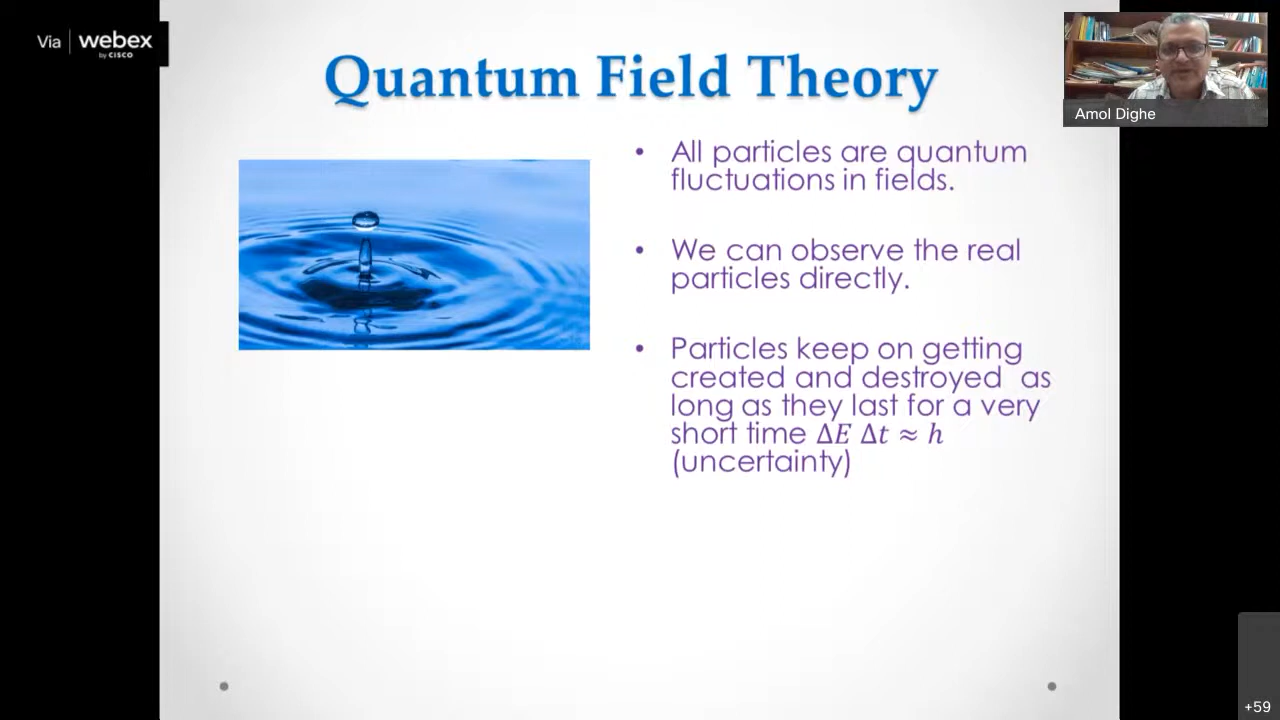 Via | webex
by CISCO
Quantum Field Theory
Amol Dighe
• All particles are quantum
fluctuations in fields.
• We can observe the real
particles directly.
• Particles keep on getting
created and destroyed as
long as they last for a very
short time ΔE Δt ≈ h
(uncertainty)
+59